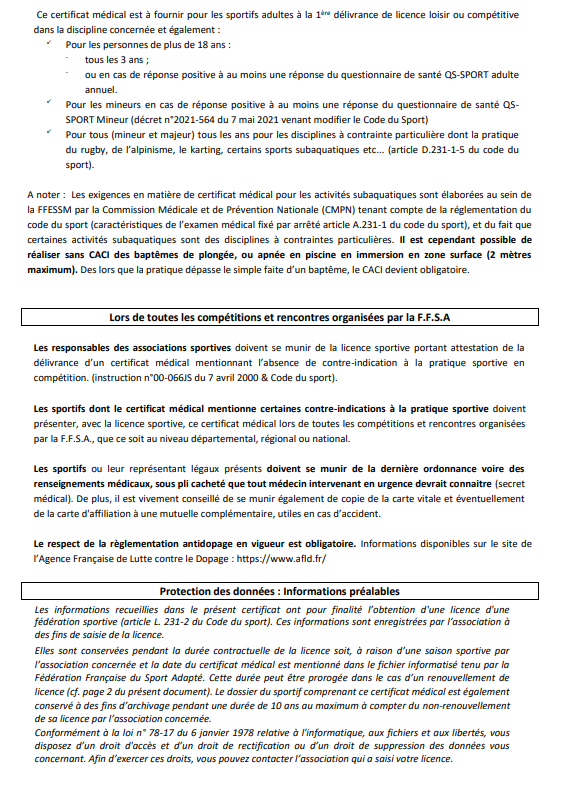 Ce certificat médical est à fournir pour les sportifs adultes à la 1ère délivrance de licence loisir ou compétitive
dans la discipline concernée et également :
✓ Pour les personnes de plus de 18 ans :
- tous les 3 ans ;
- ou en cas de réponse positive à au moins une réponse du questionnaire de santé QS-SPORT adulte
annuel.
✓ Pour les mineurs en cas de réponse positive à au moins une réponse du questionnaire de santé QS-
SPORT Mineur (décret n°2021-564 du 7 mai 2021 venant modifier le Code du Sport)
✓ Pour tous (mineur et majeur) tous les ans pour les disciplines à contrainte particulière dont la pratique
du rugby, de l'alpinisme, le karting, certains sports subaquatiques etc... (article D.231-1-5 du code du
sport).
A noter : Les exigences en matière de certificat médical pour les activités subaquatiques sont élaborées au sein de
la FFESSM par la Commission Médicale et de Prévention Nationale (CMPN) tenant compte de la réglementation du
code du sport (caractéristiques de l'examen médical fixé par arrêté article A.231-1 du code du sport), et du fait que
certaines activités subaquatiques sont des disciplines à contraintes particulières. Il est cependant possible de
réaliser sans CACI des baptêmes de plongée, ou apnée en piscine en immersion en zone surface (2 mètres
maximum). Des lors que la pratique dépasse le simple faite d'un baptême, le CACI devient obligatoire.
Lors de toutes les compétitions et rencontres organisées par la F.F.S.A
Les responsables des associations sportives doivent se munir de la licence sportive portant attestation de la
délivrance d'un certificat médical mentionnant l'absence de contre-indication à la pratique sportive en
compétition. (instruction n°00-066JS du 7 avril 2000 & Code du sport).
Les sportifs dont le certificat médical mentionne certaines contre-indications à la pratique sportive doivent
présenter, avec la licence sportive, ce certificat médical lors de toutes les compétitions et rencontres organisées
par la F.F.S.A., que ce soit au niveau départemental, régional ou national.
Les sportifs ou leur représentant légaux présents doivent se munir de la dernière ordonnance voire des
renseignements médicaux, sous pli cacheté que tout médecin intervenant en urgence devrait connaitre (secret
médical). De plus, il est vivement conseillé de se munir également de copie de la carte vitale et éventuellement
de la carte d'affiliation à une mutuelle complémentaire, utiles en cas d'accident.
Le respect de la règlementation antidopage en vigueur est obligatoire. Informations disponibles sur le site de
l'Agence Française de Lutte contre le Dopage : https://www.afld.fr/
Protection des données : Informations préalables
Les informations recueillies dans le présent certificat ont pour finalité l'obtention d'une licence d'une
fédération sportive (article L. 231-2 du Code du sport). Ces informations sont enregistrées par l'association à
des fins de saisie de la licence.
Elles sont conservées pendant la durée contractuelle de la licence soit, à raison d'une saison sportive par
l'association concernée et la date du certificat médical est mentionné dans le fichier informatisé tenu par la
Fédération Française du Sport Adapté. Cette durée peut être prorogée dans le cas d'un renouvellement de
licence (cf. page 2 du présent document). Le dossier du sportif comprenant ce certificat médical est également
conservé à des fins d'archivage pendant une durée de 10 ans au maximum à compter du non-renouvellement
de sa licence par l'association concernée.
Conformément à la loi n° 78-17 du 6 janvier 1978 relative à l'informatique, aux fichiers et aux libertés, vous
disposez d'un droit d'accès et d'un droit de rectification ou d'un droit de suppression des données vous
concernant. Afin d'exercer ces droits, vous pouvez contacter l'association qui a saisi votre licence.